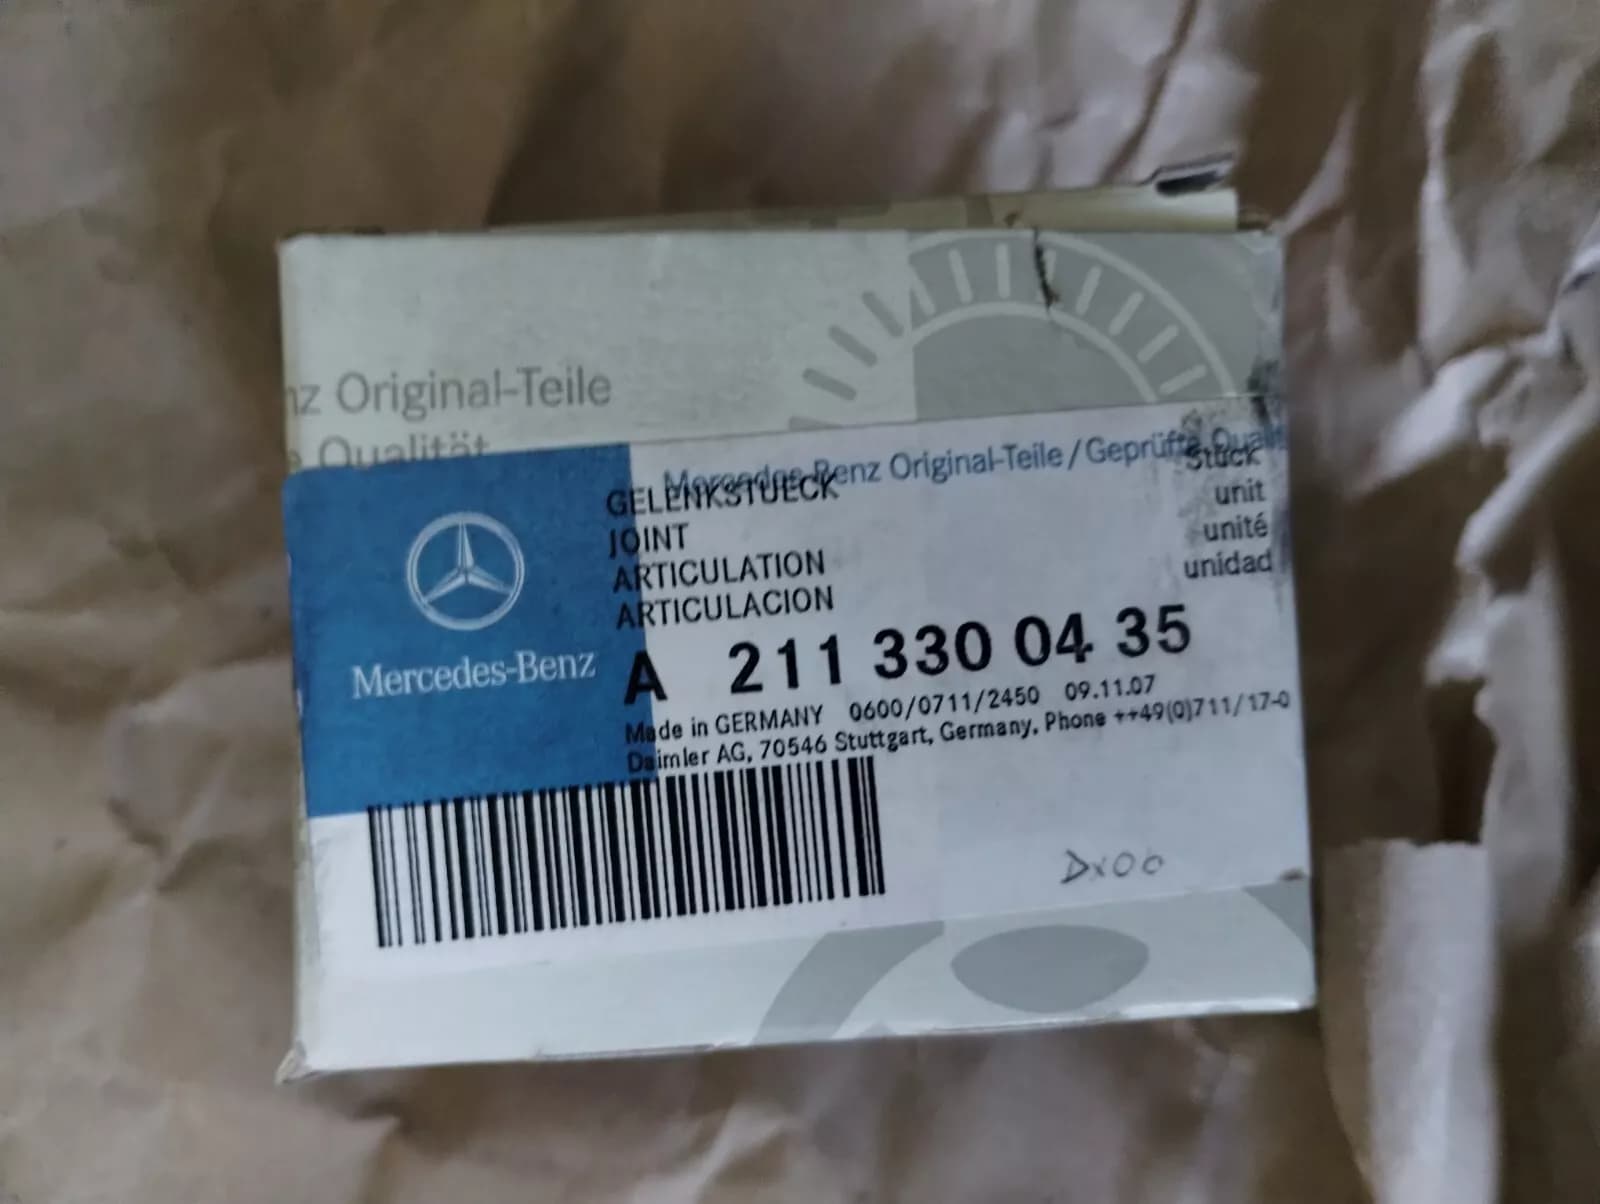 nz Original-Teile
e Qualität
Mercedes-Benz Original-Teile / Geprüfte Qualit
GELENKSTUECK
JOINT
ARTICULATION
ARTICULACION
Stück
unit
unité
unidad
Mercedes-Benz
A 211 330 04 35
Made in GERMANY 0600/0711/2450 09.11.07
Daimler AG, 70546 Stuttgart, Germany, Phone ++49(0)711/17-0